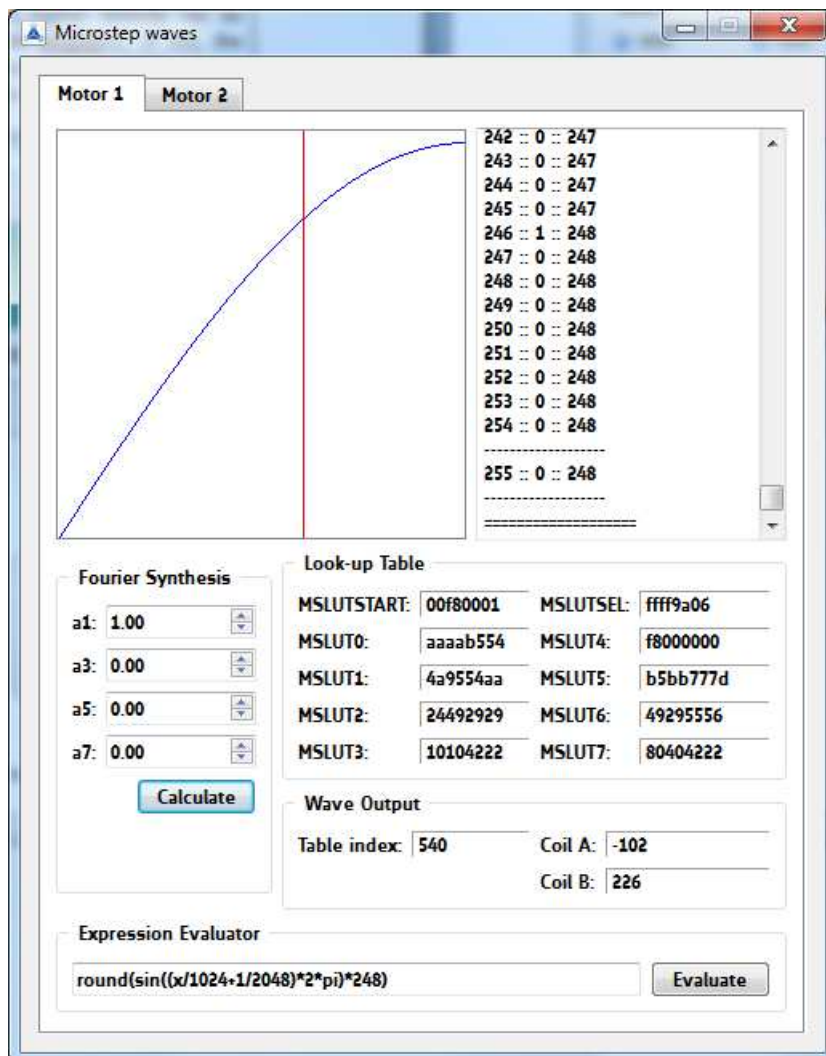 Microstep waves
Motor 1 Motor 2
242 :: 0 :: 247
243 :: 0 :: 247
244 :: 0 :: 247
245 :: 0 :: 247
246 :: 1 :: 248
247 :: 0 :: 248
248 :: 0 :: 248
249 :: 0 :: 248
250 :: 0 :: 248
251 :: 0 :: 248
252 :: 0 :: 248
253 :: 0 :: 248
254 :: 0 :: 248
-------------------
255 :: 0 :: 248
-------------------
===================
Fourier Synthesis
a1: 1.00
a3: 0.00
a5: 0.00
a7: 0.00
Calculate
Look-up Table
MSLUTSTART: 00f80001 MSLUTSEL: ffff9a06
MSLUT0: aaaab554 MSLUT4: f8000000
MSLUT1: 4a9554aa MSLUT5: b5bb777d
MSLUT2: 24492929 MSLUT6: 49295556
MSLUT3: 10104222 MSLUT7: 80404222
Wave Output
Table index: 540 Coil A: -102
Coil B: 226
Expression Evaluator
round(sin((x/1024+1/2048)*2*pi)*248) Evaluate